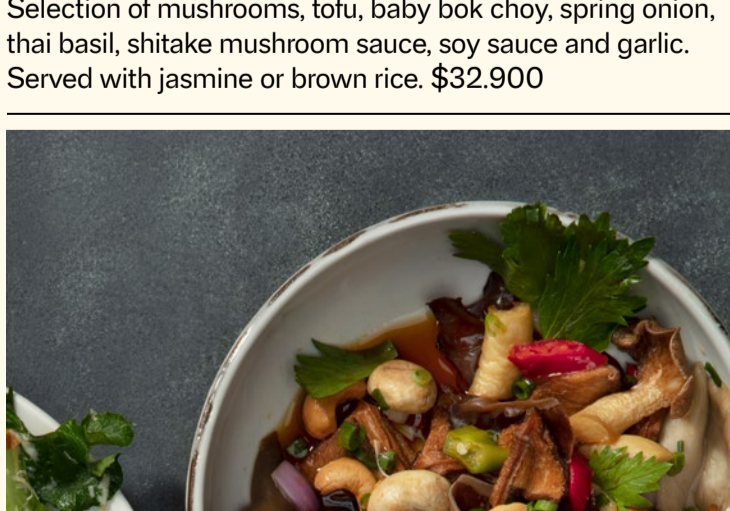 Selection of mushrooms, tofu, baby bok choy, spring onion,
thai basil, shitake mushroom sauce, soy sauce and garlic.
Served with jasmine or brown rice. $32.900